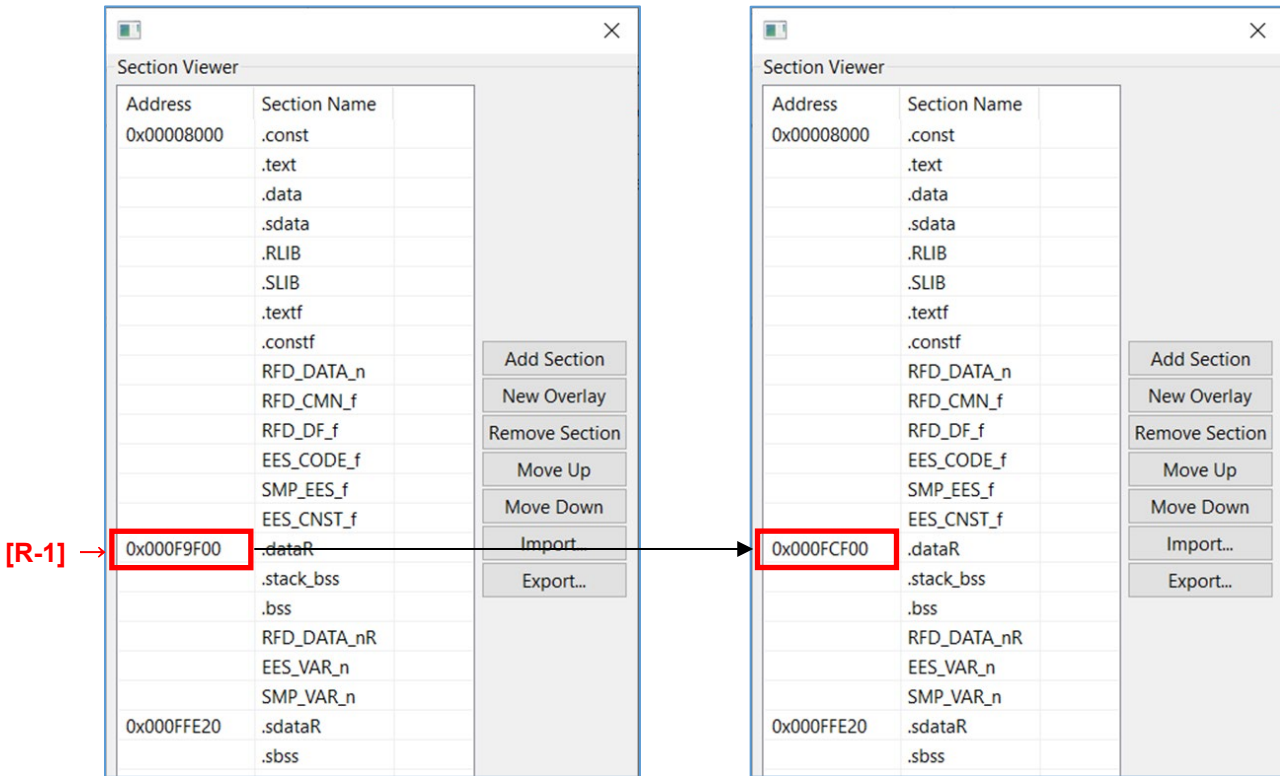 Section Viewer
Address Section Name
0x00008000 .const
.text
.data
.sdata
.RLIB
.SLIB
.textf
.constf
RFD_DATA_n
RFD_CMN_f
RFD_DF_f
EES_CODE_f
SMP_EES_f
EES_CNST_f
[R-1] → 0x000F9F00 .dataR
.stack_bss
.bss
RFD_DATA_nR
EES_VAR_n
SMP_VAR_n
0x000FFE20 .sdataR
.sbss
Add Section
New Overlay
Remove Section
Move Up
Move Down
Import...
Export...
Section Viewer
Address Section Name
0x00008000 .const
.text
.data
.sdata
.RLIB
.SLIB
.textf
.constf
RFD_DATA_n
RFD_CMN_f
RFD_DF_f
EES_CODE_f
SMP_EES_f
EES_CNST_f
0x000FCF00 .dataR
.stack_bss
.bss
RFD_DATA_nR
EES_VAR_n
SMP_VAR_n
0x000FFE20 .sdataR
.sbss
Add Section
New Overlay
Remove Section
Move Up
Move Down
Import...
Export...